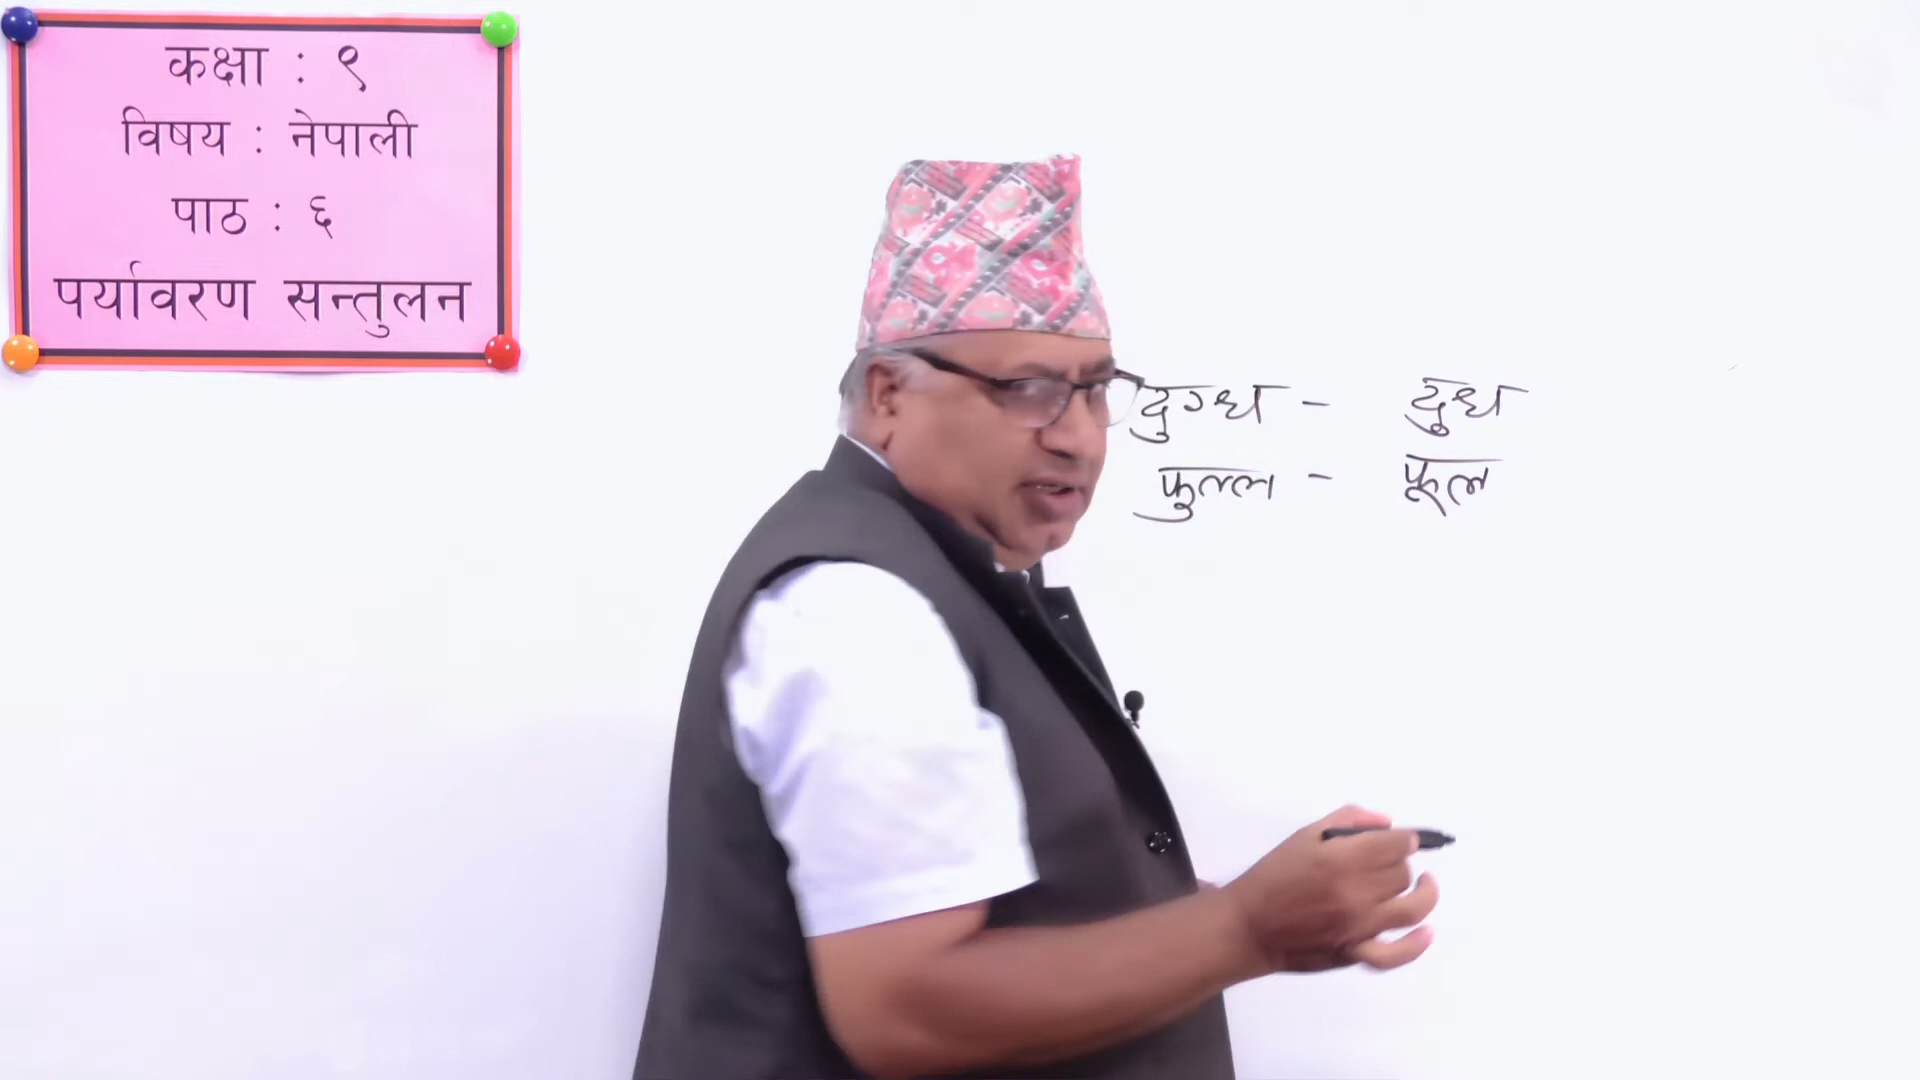 कक्षा : ९
विषय : नेपाली
पाठ : ६
पर्यावरण सन्तुलन
दुग्ध - दुध
फुल्ल - फूल